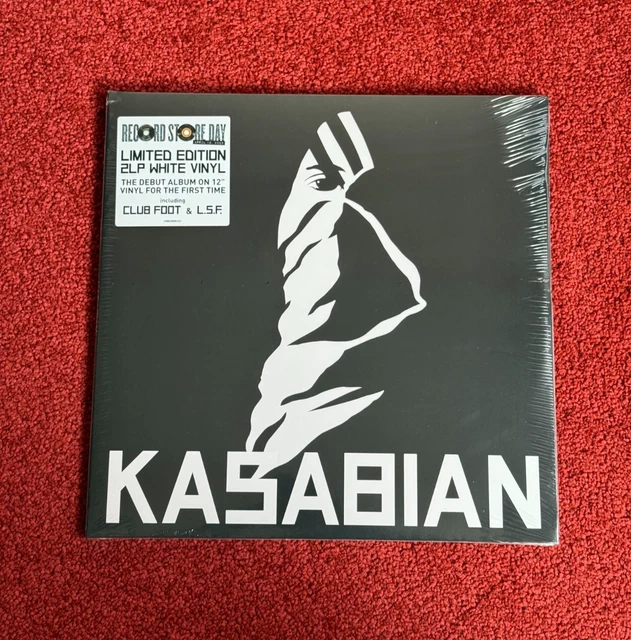 RECORD STORE DAY
LIMITED EDITION
2LP WHITE VINYL
THE DEBUT ALBUM ON 12"
VINYL FOR THE FIRST TIME
including
CLUB FOOT & L.S.F.
KASABIAN